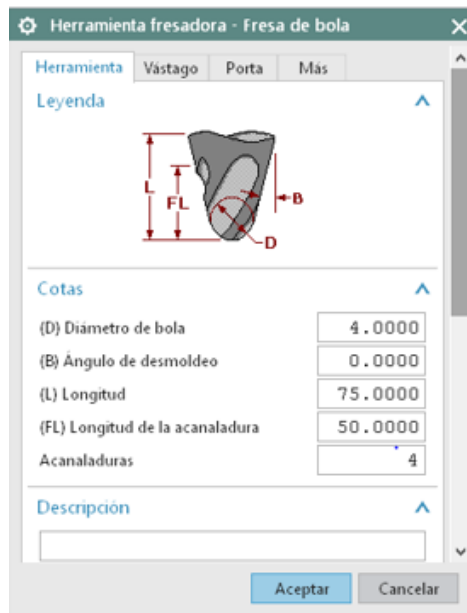 Herramienta fresadora - Fresa de bola
Herramienta Vástago Porta Más
Leyenda
L
FL
B
D
Cotas
(D) Diámetro de bola 4.0000
(B) Ángulo de desmoldeo 0.0000
(L) Longitud 75.0000
(FL) Longitud de la acanaladura 50.0000
Acanaladuras 4
Descripción
Aceptar Cancelar